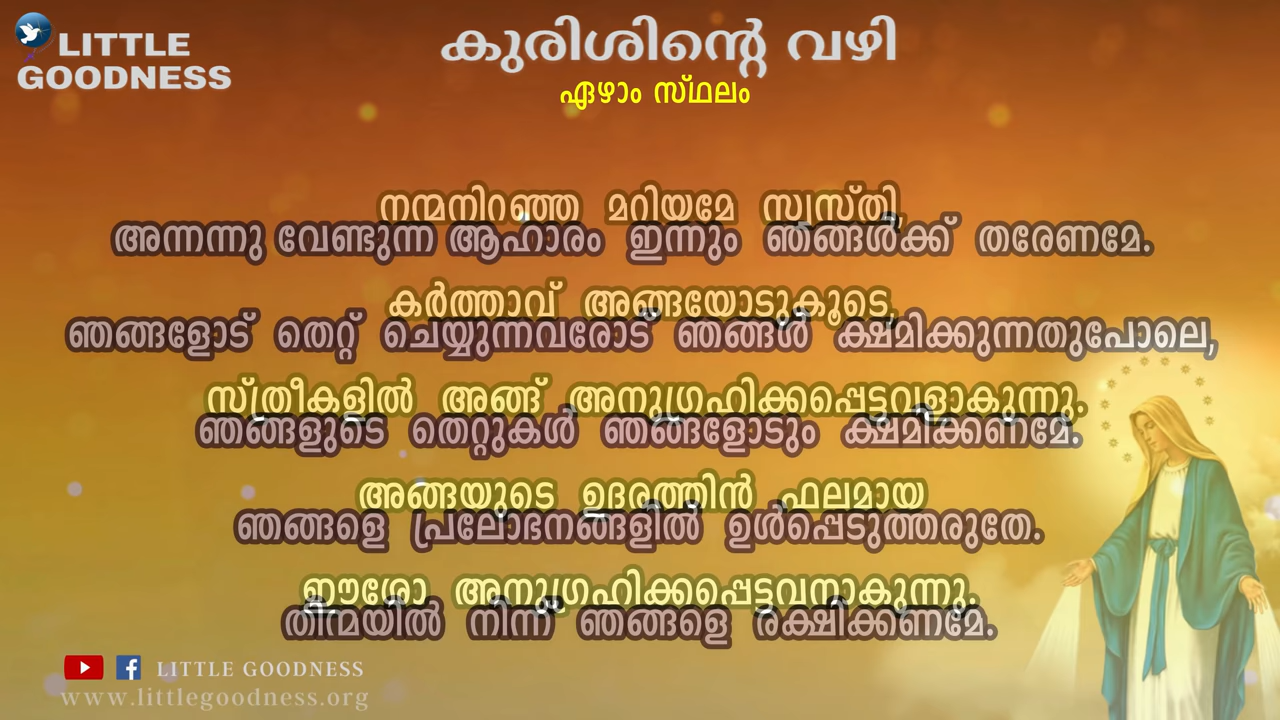 LITTLE
GOODNESS
കുരിശിന്റെ വഴി
ഏഴാം സ്ഥലം
നന്മനിറഞ്ഞ മറിയമേ സ്വസ്തി,
അന്നന്നു വേണ്ടുന്ന ആഹാരം ഇന്നും ഞങ്ങൾക്ക് തരേണമേ.
കർത്താവ് അങ്ങയോടുകൂടെ,
ഞങ്ങളോട് തെറ്റ് ചെയ്യുന്നവരോട് ഞങ്ങൾ ക്ഷമിക്കുന്നതുപോലെ,
സ്ത്രീകളിൽ അങ്ങ് അനുഗ്രഹിക്കപ്പെട്ടവളാകുന്നു.
ഞങ്ങളുടെ തെറ്റുകൾ ഞങ്ങളോടും ക്ഷമിക്കണമേ.
അങ്ങയുടെ ഉദരത്തിൻ ഫലമായ
ഞങ്ങളെ പ്രലോഭനങ്ങളിൽ ഉൾപ്പെടുത്തരുതേ.
ഈശോ അനുഗ്രഹിക്കപ്പെട്ടവനാകുന്നു.
തിന്മയിൽ നിന്ന് ഞങ്ങളെ രക്ഷിക്കണമേ.
LITTLE GOODNESS
www.littlegoodness.org